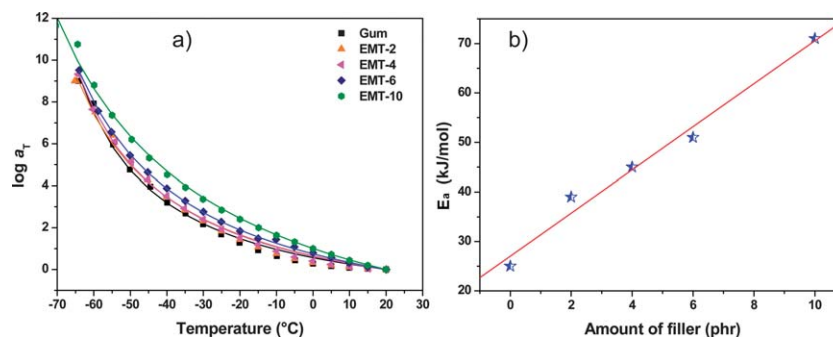 a)
Gum
EMT-2
EMT-4
EMT-6
EMT-10
12
10
8
6
4
2
0
log aT
-70 -60 -50 -40 -30 -20 -10 0 10 20 30
Temperature (°C)
b)
70
60
50
40
30
20
Ea (kJ/mol)
0 2 4 6 8 10
Amount of filler (phr)